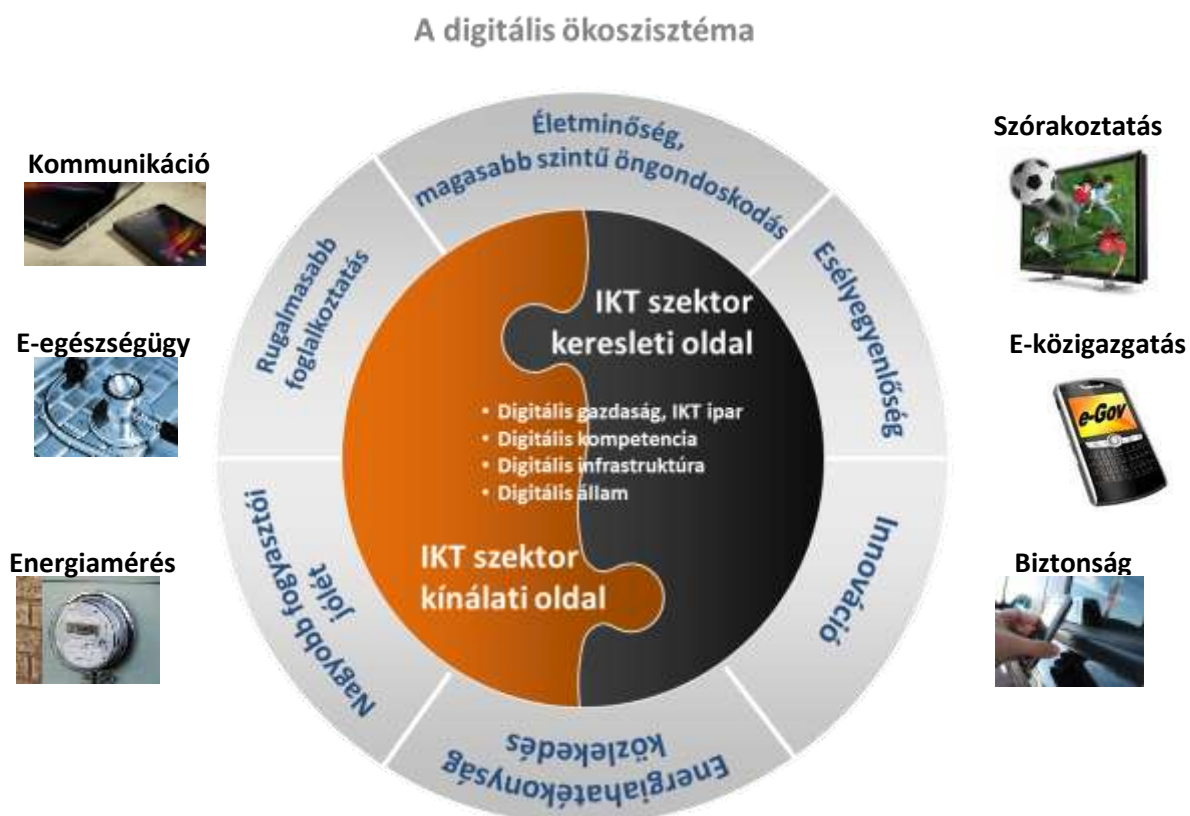 A digitális ökoszisztéma
Kommunikáció
E-egészségügy
Energiamérés
Életminőség,
magasabb szintű öngondoskodás
Esélyegyenlőség
Innováció
Energiahatékonyság
közlekedés
Nagyobb fogyasztói
jólét
Rugalmasabb
foglalkoztatás
IKT szektor
keresleti oldal
• Digitális gazdaság, IKT ipar
• Digitális kompetencia
• Digitális infrastruktúra
• Digitális állam
IKT szektor
kínálati oldal
Szórakoztatás
E-közigazgatás
e-Gov
Biztonság